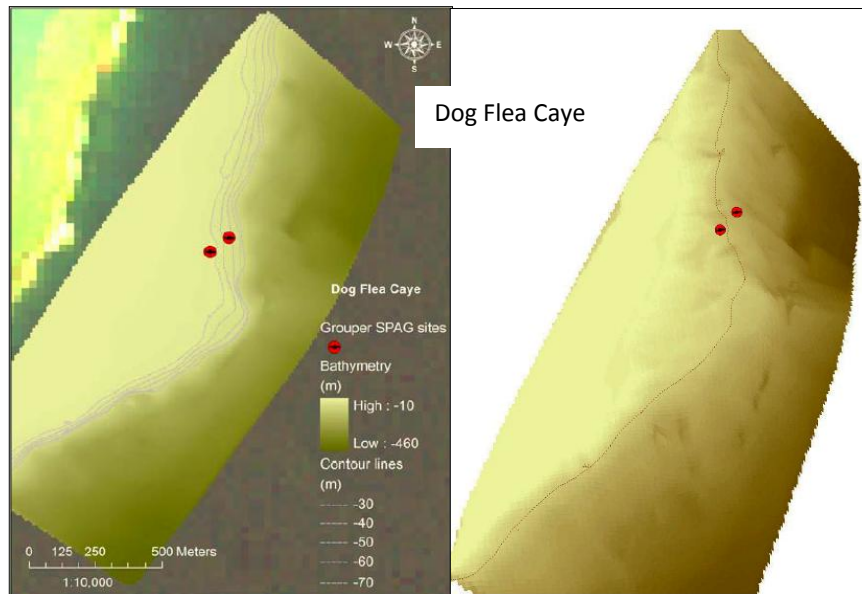 N
W E
S
Dog Flea Caye
Dog Flea Caye
Grouper SPAG sites
Bathymetry
(m)
High : -10
Low : -460
Contour lines
(m)
-30
-40
-50
-60
-70
0 125 250 500 Meters
1:10,000